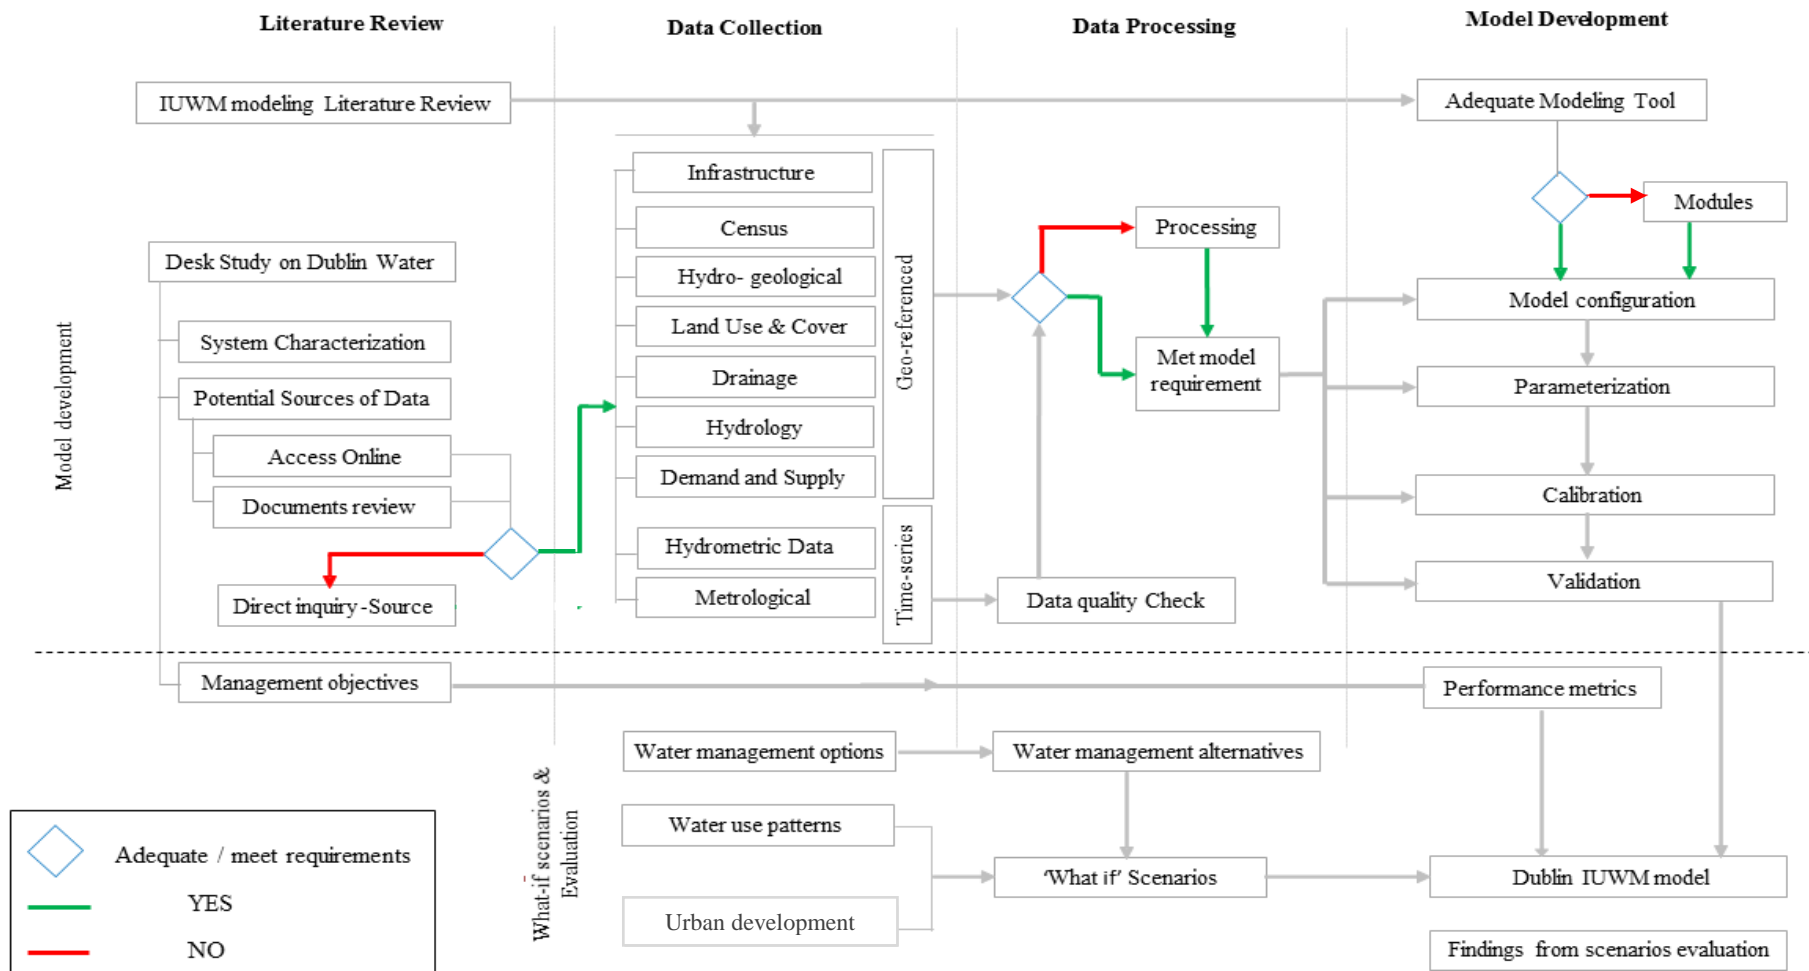 Literature Review
Data Collection
Data Processing
Model Development
IUWM modeling Literature Review
Adequate Modeling Tool
Infrastructure
Census
Hydro- geological
Land Use & Cover
Drainage
Hydrology
Demand and Supply
Hydrometric Data
Metrological
Geo-referenced
Time-series
Processing
Met model
requirement
Data quality Check
Modules
Model configuration
Parameterization
Calibration
Validation
Model development
Desk Study on Dublin Water
System Characterization
Potential Sources of Data
Access Online
Documents review
Direct inquiry -Source
Management objectives
Performance metrics
What-if scenarios &
Evaluation
Water management options
Water management alternatives
Water use patterns
Urban development
‘What if’ Scenarios
Dublin IUWM model
Findings from scenarios evaluation
Adequate / meet requirements
YES
NO